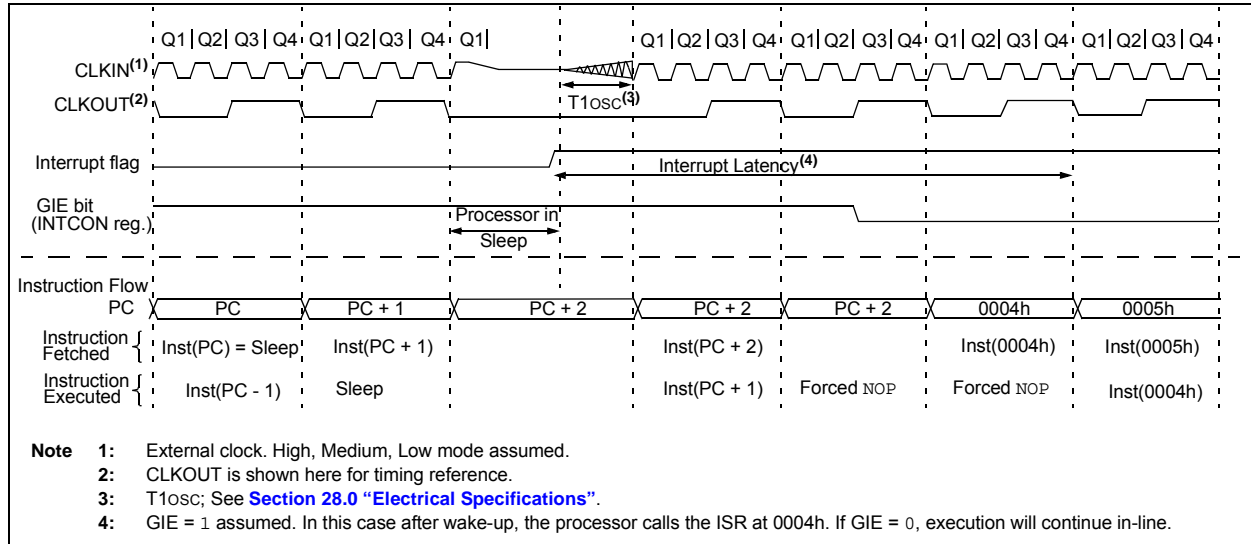 Q1| Q2| Q3| Q4 Q1| Q2| Q3| Q4 Q1| Q1| Q2| Q3| Q4 Q1| Q2| Q3| Q4 Q1| Q2| Q3| Q4 Q1| Q2| Q3| Q4
CLKIN(1)
T1OSC(3)
CLKOUT(2)
Interrupt flag
Interrupt Latency(4)
GIE bit
(INTCON reg.)
Processor in
Sleep
Instruction Flow
PC PC PC + 1 PC + 2 PC + 2 PC + 2 0004h 0005h
Instruction
Fetched { Inst(PC) = Sleep Inst(PC + 1) Inst(PC + 2) Inst(0004h) Inst(0005h)
Instruction
Executed { Inst(PC - 1) Sleep Inst(PC + 1) Forced NOP Forced NOP Inst(0004h)
Note 1: External clock. High, Medium, Low mode assumed.
2: CLKOUT is shown here for timing reference.
3: T1OSC; See Section 28.0 “Electrical Specifications”.
4: GIE = 1 assumed. In this case after wake-up, the processor calls the ISR at 0004h. If GIE = 0, execution will continue in-line.